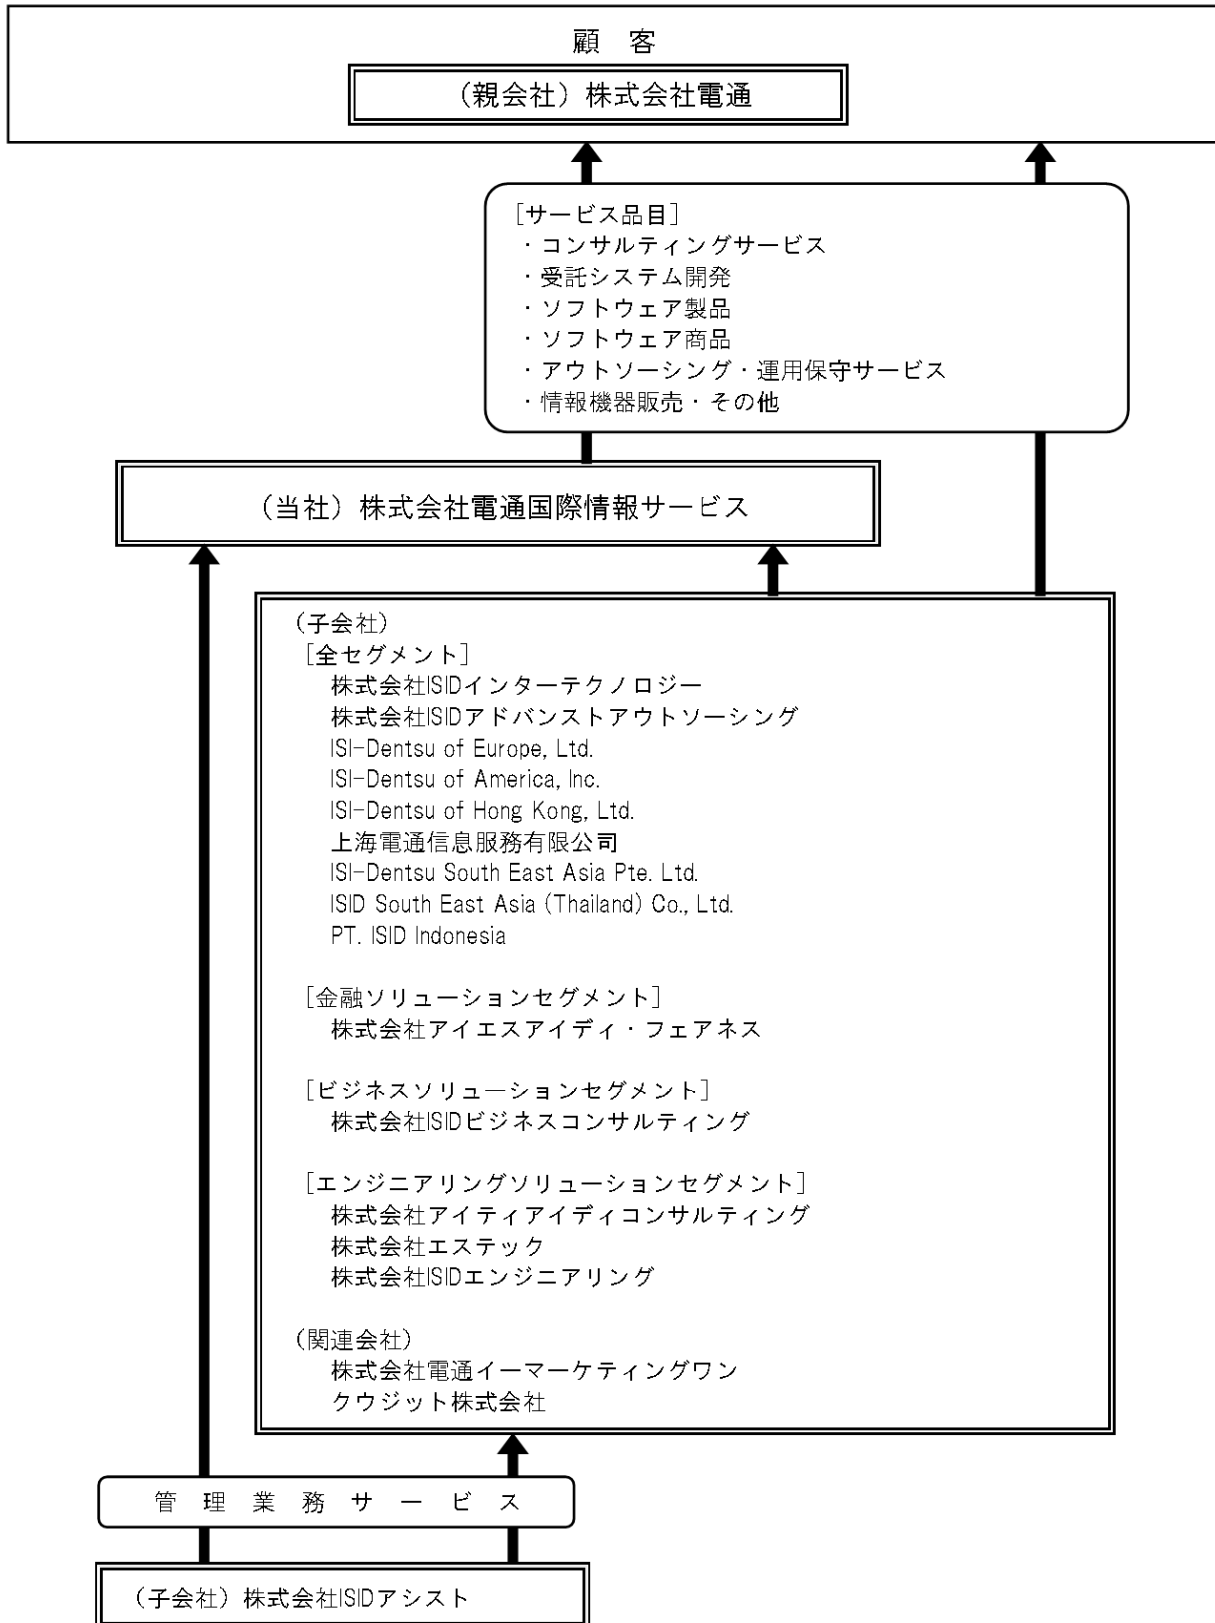 顧 客
（親会社）株式会社電通
［サービス品目］
・コンサルティングサービス
・受託システム開発
・ソフトウェア製品
・ソフトウェア商品
・アウトソーシング・運用保守サービス
・情報機器販売・その他
（当社）株式会社電通国際情報サービス
（子会社）
［全セグメント］
株式会社ISIDインターテクノロジー
株式会社ISIDアドバンストアウトソーシング
ISI-Dentsu of Europe, Ltd.
ISI-Dentsu of America, Inc.
ISI-Dentsu of Hong Kong, Ltd.
上海電通信息服務有限公司
ISI-Dentsu South East Asia Pte. Ltd.
ISID South East Asia (Thailand) Co., Ltd.
PT. ISID Indonesia
［金融ソリューションセグメント］
株式会社アイエスアイディ・フェアネス
［ビジネスソリューションセグメント］
株式会社ISIDビジネスコンサルティング
［エンジニアリングソリューションセグメント］
株式会社アイティアイディコンサルティング
株式会社エステック
株式会社ISIDエンジニアリング
（関連会社）
株式会社電通イーマーケティングワン
クウジット株式会社
管 理 業 務 サ ー ビ ス
（子会社）株式会社ISIDアシスト